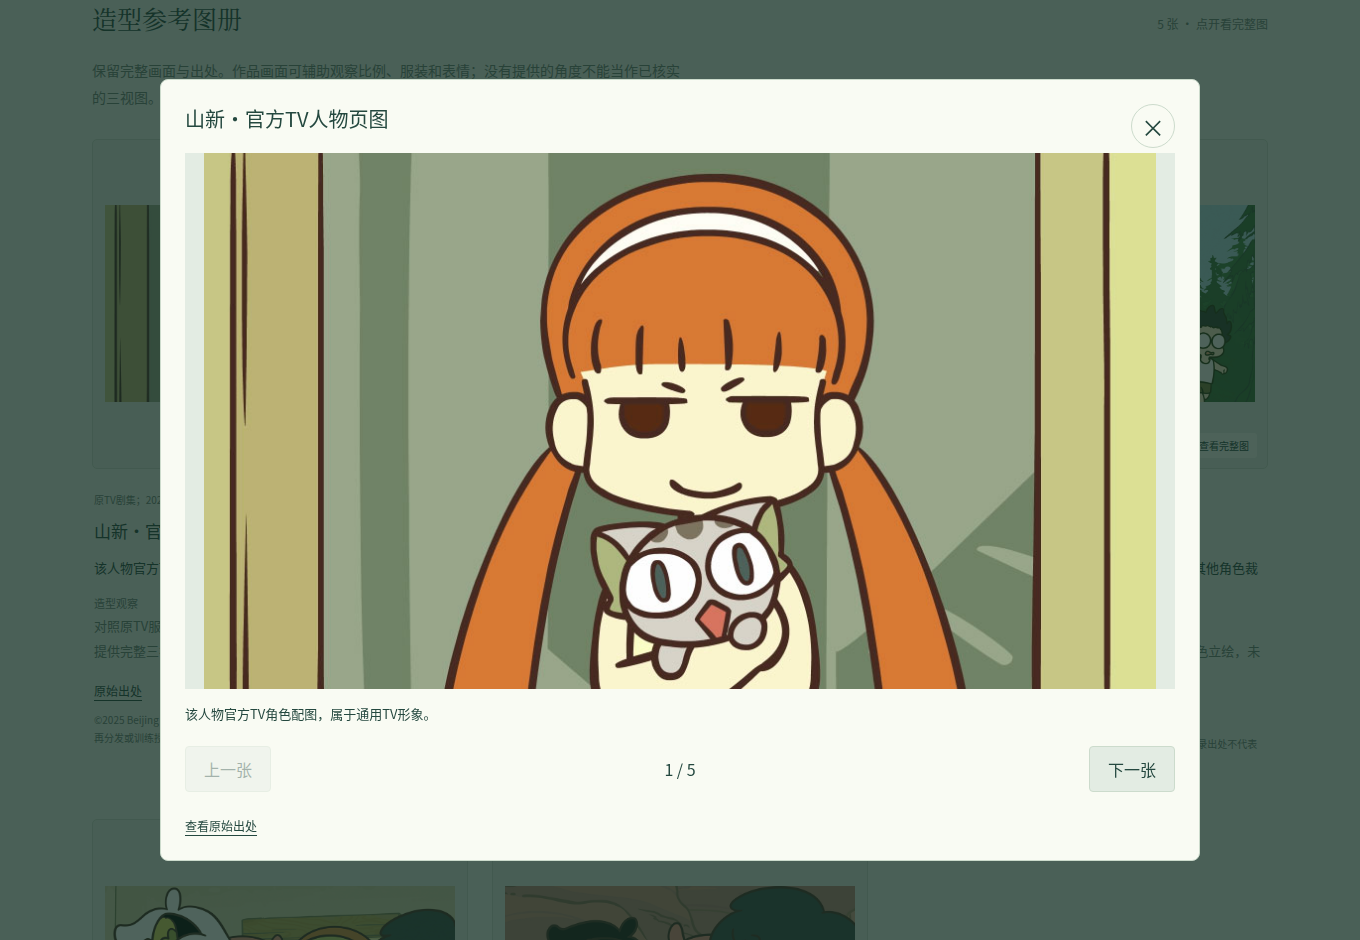 造型参考图册
5 张 · 点开看完整图
保留完整画面与出处。作品画面可辅助观察比例、服装和表情；没有提供的角度不能当作已核实
的三视图。
山新·官方TV人物页图
查看完整图
原TV剧集；202
山新·官
该人物官方
其他角色裁
造型观察
对照原TV服
提供完整三
色立绘，未
原始出处
©2025 Beijing
再分发或训练
录出处不代表
该人物官方TV角色配图，属于通用TV形象。
上一张
1 / 5
下一张
查看原始出处